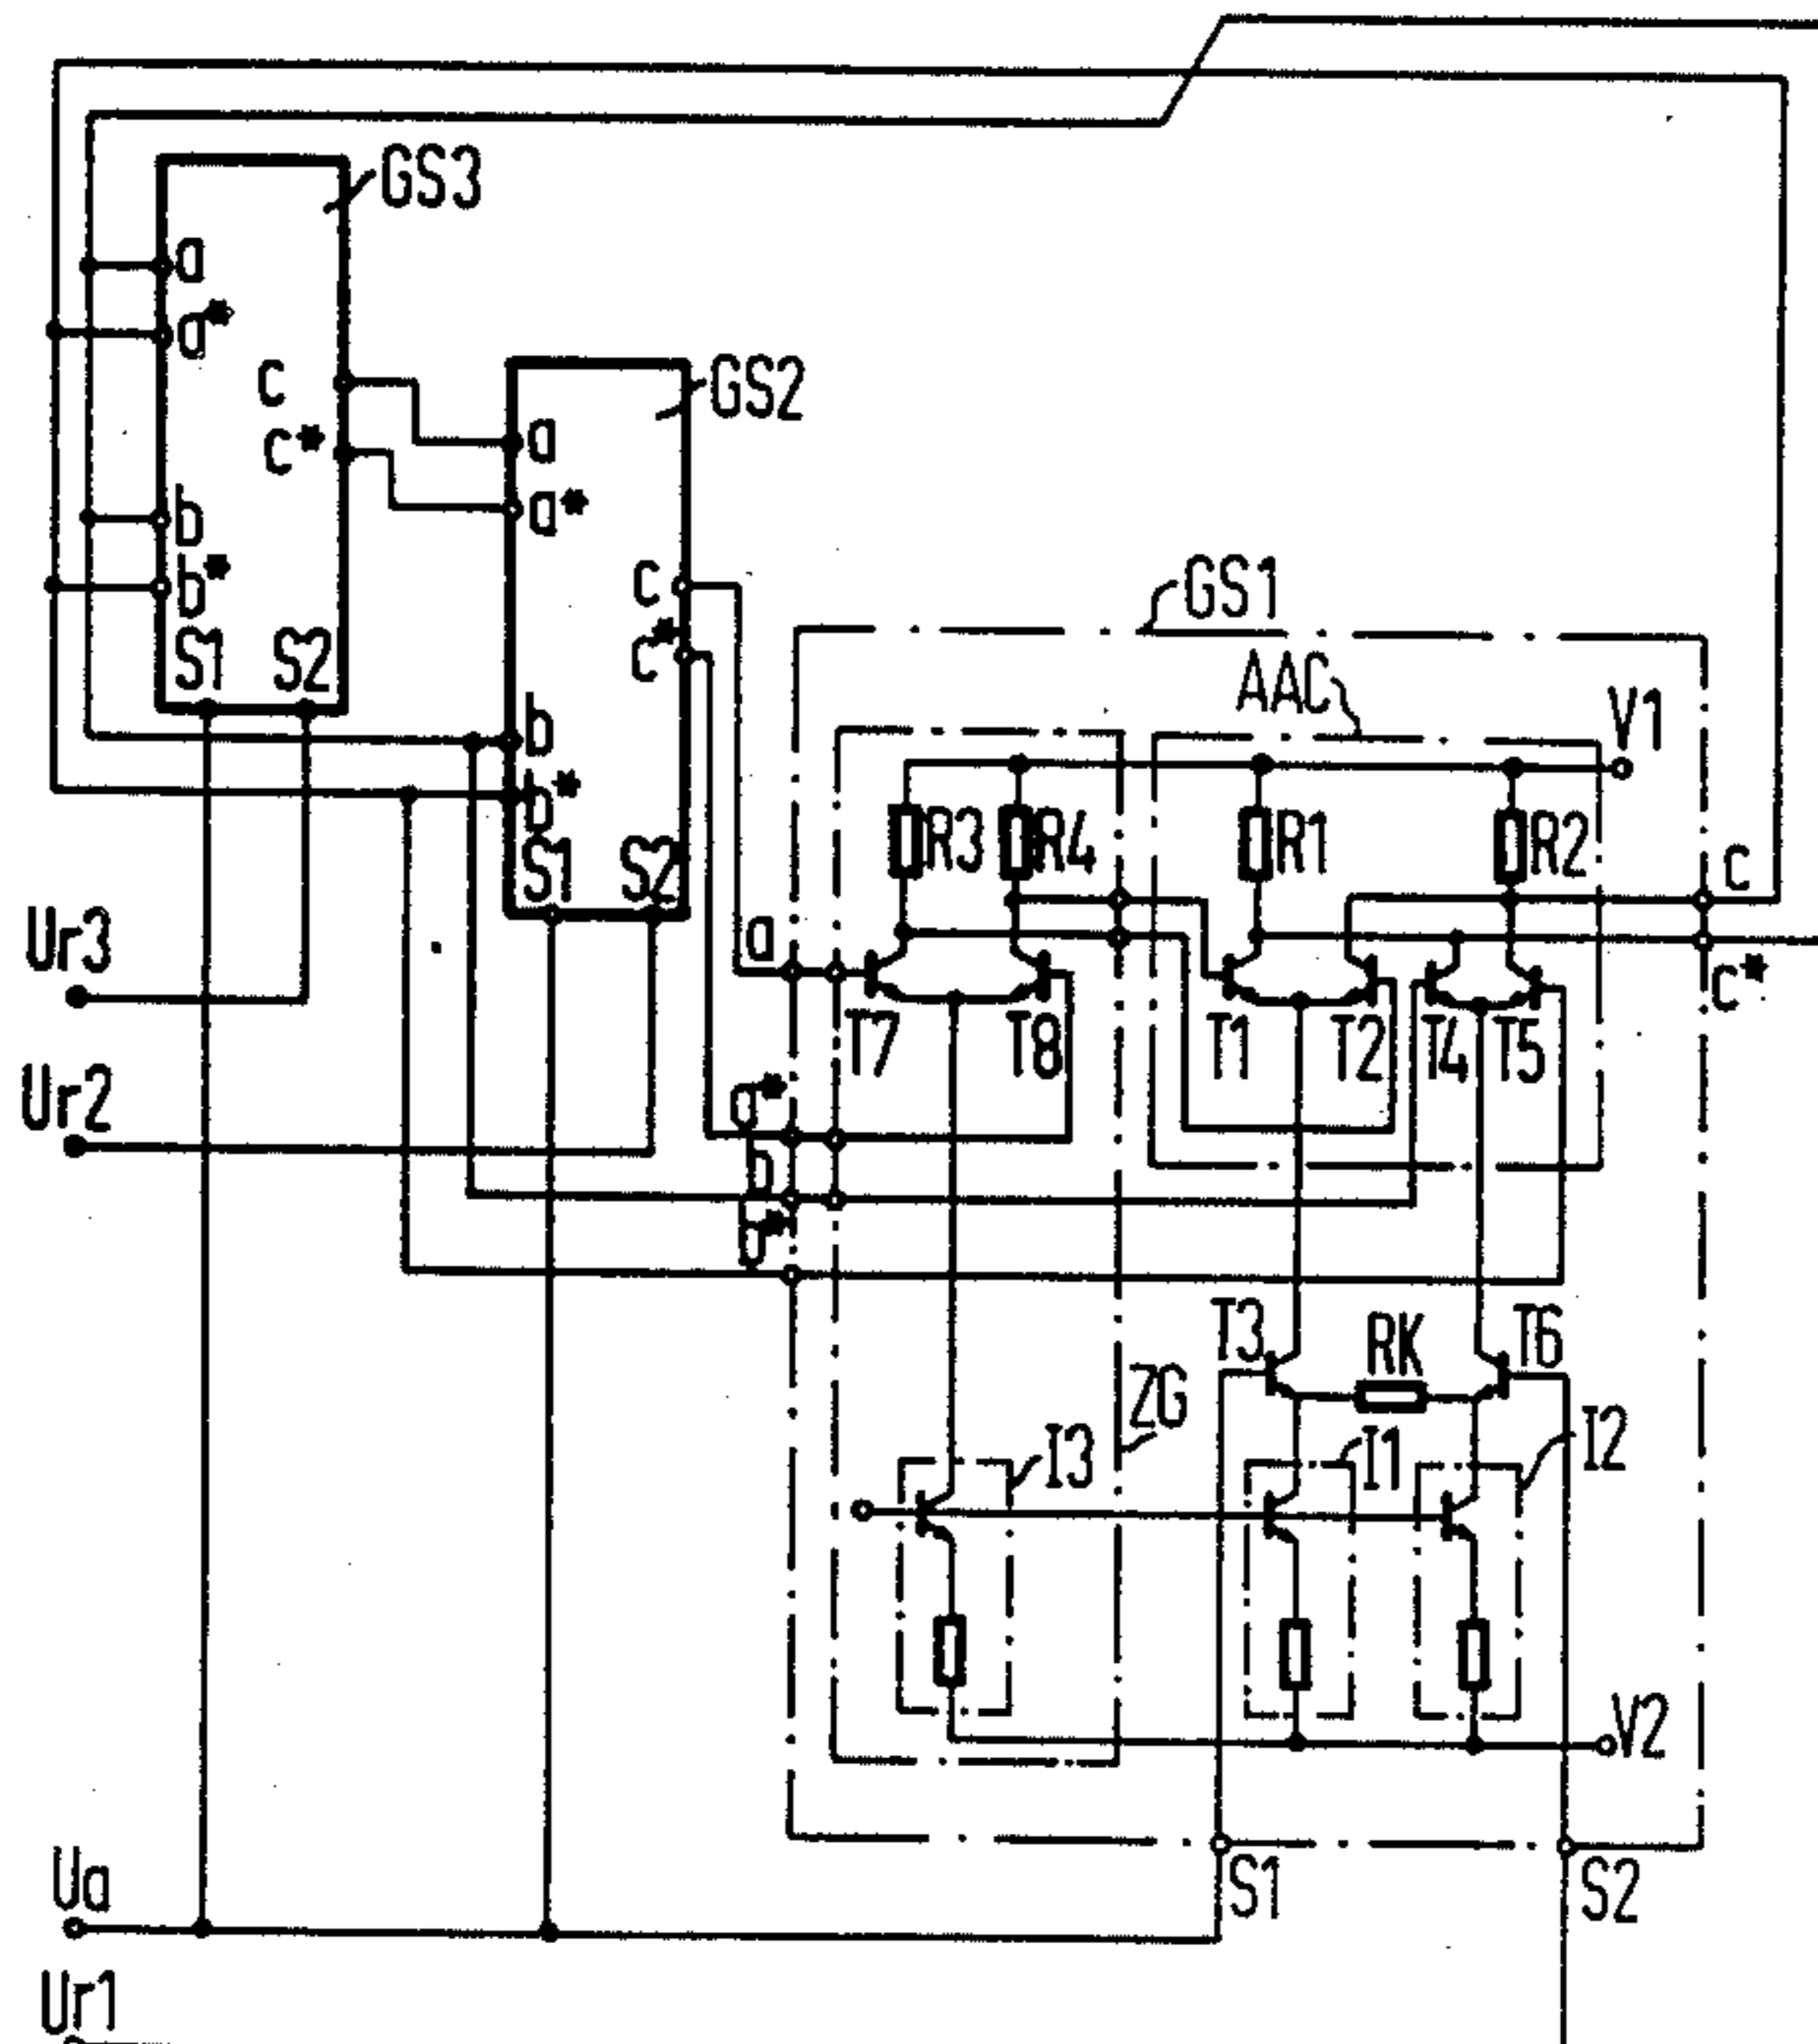 GS3
a
a*
c
c*
b
b*
S1 S2
GS2
a
a*
c
c*
b
b*
S1 S2
GS1
AAC
V1
R3 R4 R1 R2
c
c*
a
T7 T8 T1 T2 T4 T5
a*
b
b*
Ur3
Ur2
T3 RK T6
ZG
I3 I1 I2
V2
S1 S2
Ua
Ur1